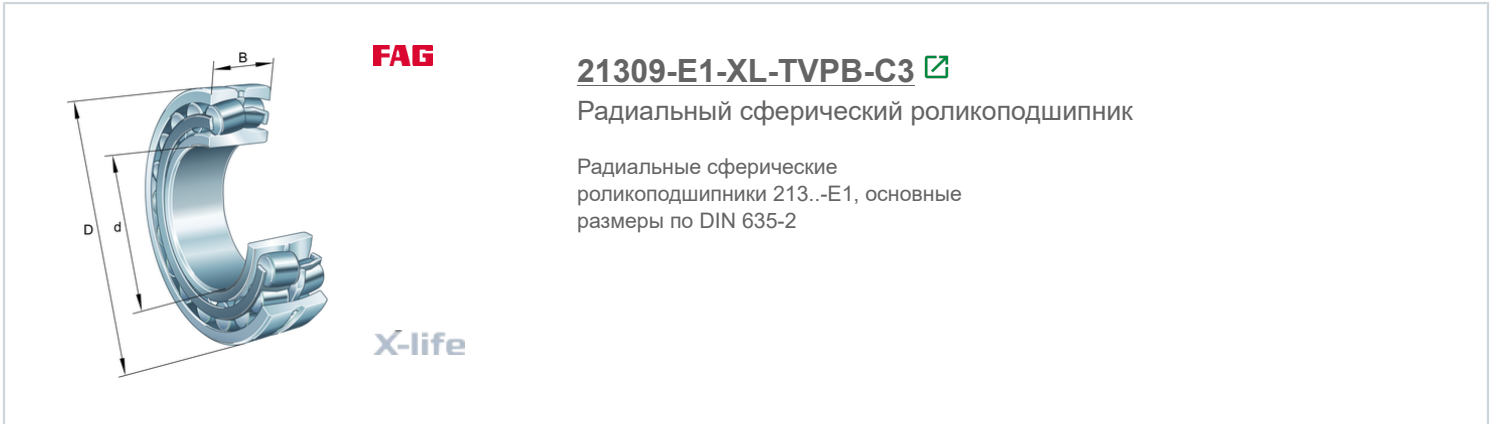 B
FAG
21309-E1-XL-TVPB-C3
Радиальный сферический роликоподшипник
Радиальные сферические
роликоподшипники 213..-E1, основные
размеры по DIN 635-2
D
d
X-life